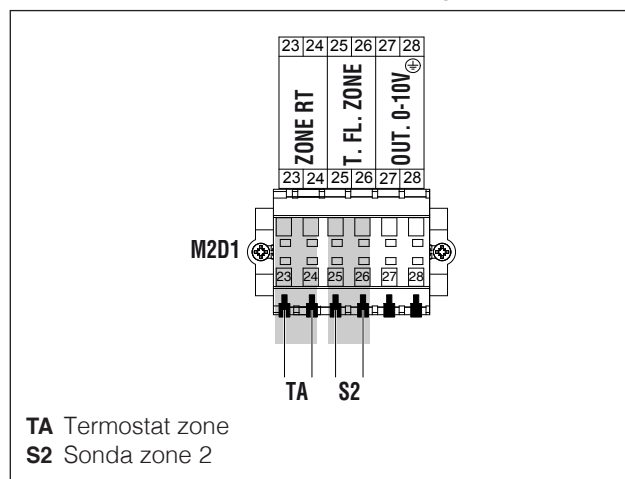 23 24 25 26 27 28
ZONE RT
T. FL. ZONE
OUT. 0-10V
23 24 25 26 27 28
M2D1
23 24 25 26 27 28
TA S2
TA Termostat zone
S2 Sonda zone 2